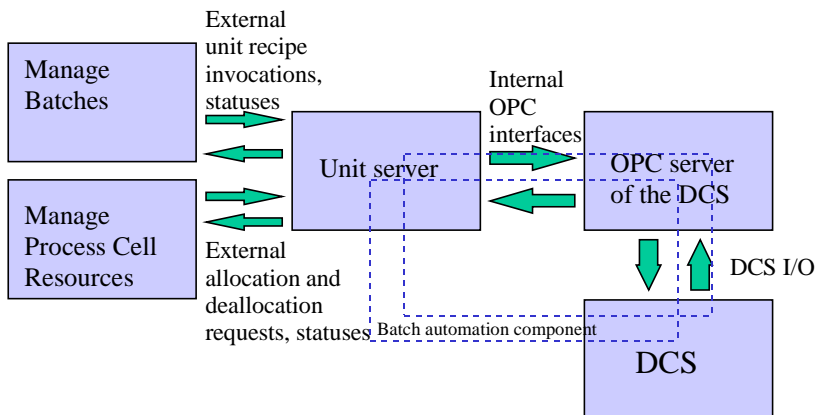 External
unit recipe
invocations,
statuses
Manage
Batches
Internal
OPC
interfaces
Unit server
OPC server
of the DCS
Manage
Process Cell
Resources
External
allocation and
deallocation
requests, statuses
DCS I/O
Batch automation component
DCS